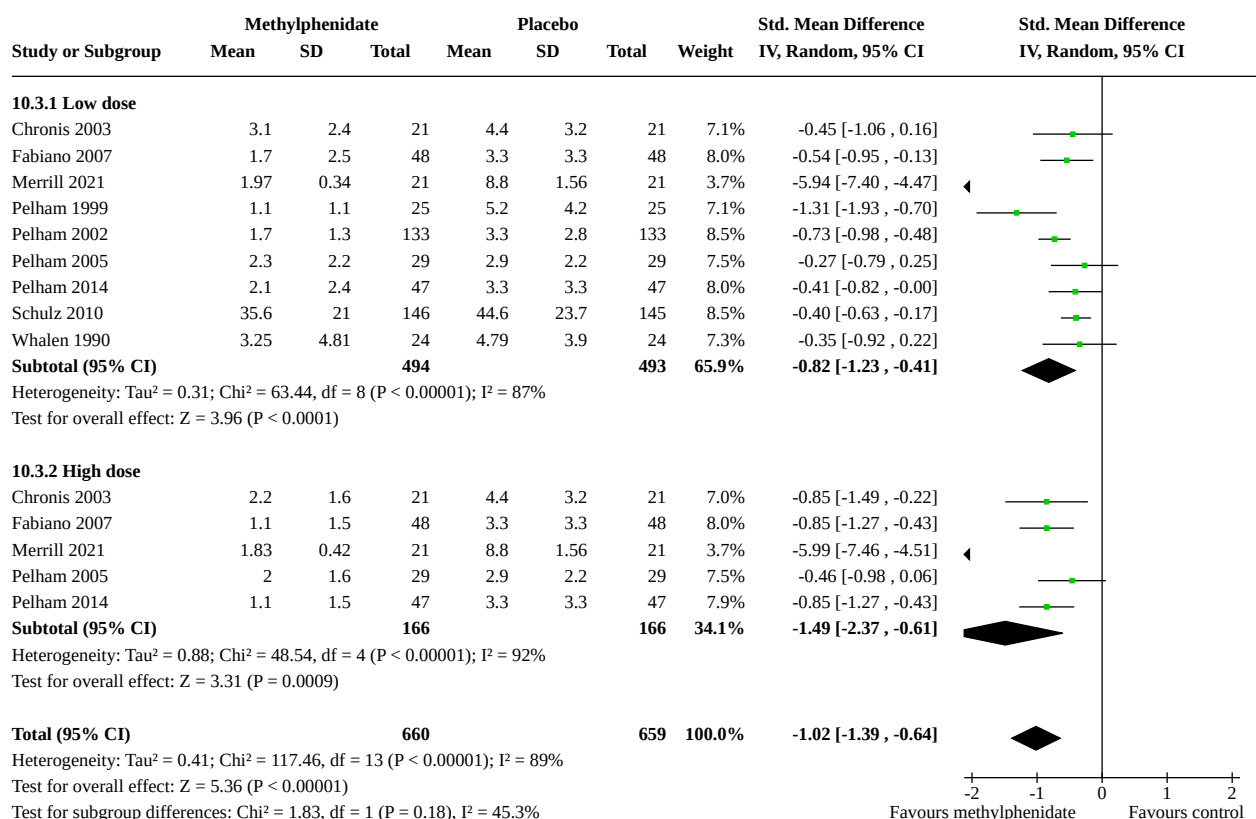 Methylphenidate Placebo Std. Mean Difference Std. Mean Difference
Study or Subgroup Mean SD Total Mean SD Total Weight IV, Random, 95% CI IV, Random, 95% CI
10.3.1 Low dose
Chronis 2003 3.1 2.4 21 4.4 3.2 21 7.1% -0.45 [-1.06 , 0.16]
Fabiano 2007 1.7 2.5 48 3.3 3.3 48 8.0% -0.54 [-0.95 , -0.13]
Merrill 2021 1.97 0.34 21 8.8 1.56 21 3.7% -5.94 [-7.40 , -4.47]
Pelham 1999 1.1 1.1 25 5.2 4.2 25 7.1% -1.31 [-1.93 , -0.70]
Pelham 2002 1.7 1.3 133 3.3 2.8 133 8.5% -0.73 [-0.98 , -0.48]
Pelham 2005 2.3 2.2 29 2.9 2.2 29 7.5% -0.27 [-0.79 , 0.25]
Pelham 2014 2.1 2.4 47 3.3 3.3 47 8.0% -0.41 [-0.82 , -0.00]
Schulz 2010 35.6 21 146 44.6 23.7 145 8.5% -0.40 [-0.63 , -0.17]
Whalen 1990 3.25 4.81 24 4.79 3.9 24 7.3% -0.35 [-0.92 , 0.22]
Subtotal (95% CI) 494 493 65.9% -0.82 [-1.23 , -0.41]
Heterogeneity: Tau² = 0.31; Chi² = 63.44, df = 8 (P < 0.00001); I² = 87%
Test for overall effect: Z = 3.96 (P < 0.0001)
10.3.2 High dose
Chronis 2003 2.2 1.6 21 4.4 3.2 21 7.0% -0.85 [-1.49 , -0.22]
Fabiano 2007 1.1 1.5 48 3.3 3.3 48 8.0% -0.85 [-1.27 , -0.43]
Merrill 2021 1.83 0.42 21 8.8 1.56 21 3.7% -5.99 [-7.46 , -4.51]
Pelham 2005 2 1.6 29 2.9 2.2 29 7.5% -0.46 [-0.98 , 0.06]
Pelham 2014 1.1 1.5 47 3.3 3.3 47 7.9% -0.85 [-1.27 , -0.43]
Subtotal (95% CI) 166 166 34.1% -1.49 [-2.37 , -0.61]
Heterogeneity: Tau² = 0.88; Chi² = 48.54, df = 4 (P < 0.00001); I² = 92%
Test for overall effect: Z = 3.31 (P = 0.0009)
Total (95% CI) 660 659 100.0% -1.02 [-1.39 , -0.64]
Heterogeneity: Tau² = 0.41; Chi² = 117.46, df = 13 (P < 0.00001); I² = 89%
Test for overall effect: Z = 5.36 (P < 0.00001)
-2 -1 0 1 2
Test for subgroup differences: Chi² = 1.83, df = 1 (P = 0.18), I² = 45.3% Favours methylphenidate Favours control